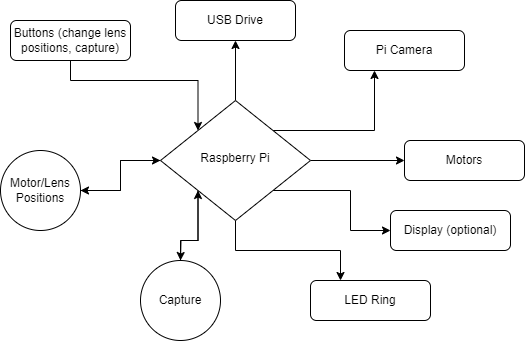 USB Drive
Buttons (change lens
positions, capture)
Pi Camera
Raspberry Pi
Motors
Motor/Lens
Positions
Display (optional)
Capture
LED Ring